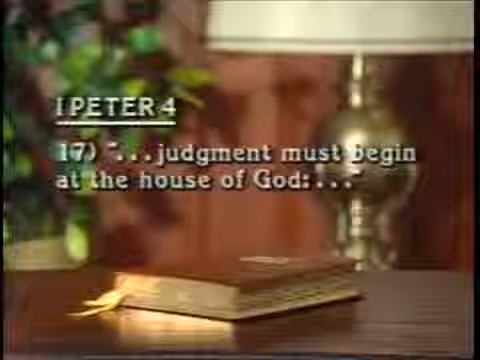 I PETER 4
17) "...judgment must begin
at the house of God:...